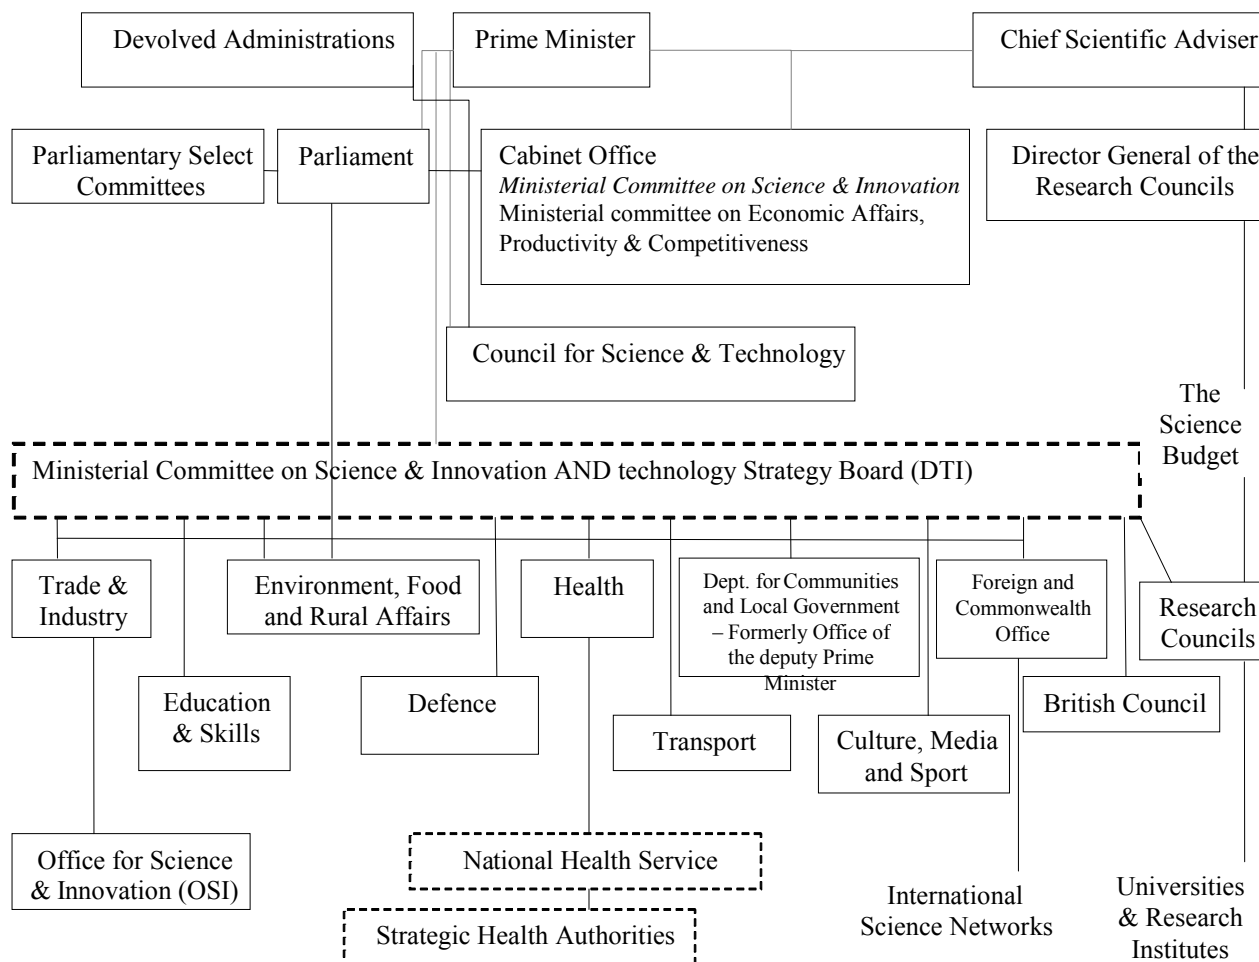 Devolved Administrations
Prime Minister
Chief Scientific Adviser
Parliamentary Select
Committees
Parliament
Cabinet Office
Ministerial Committee on Science & Innovation
Ministerial committee on Economic Affairs,
Productivity & Competitiveness
Director General of the
Research Councils
Council for Science & Technology
The
Science
Budget
Ministerial Committee on Science & Innovation AND technology Strategy Board (DTI)
Trade &
Industry
Environment, Food
and Rural Affairs
Health
Dept. for Communities
and Local Government
– Formerly Office of
the deputy Prime
Minister
Foreign and
Commonwealth
Office
Research
Councils
Education
& Skills
Defence
Transport
Culture, Media
and Sport
British Council
Office for Science
& Innovation (OSI)
National Health Service
Strategic Health Authorities
International
Science Networks
Universities
& Research
Institutes